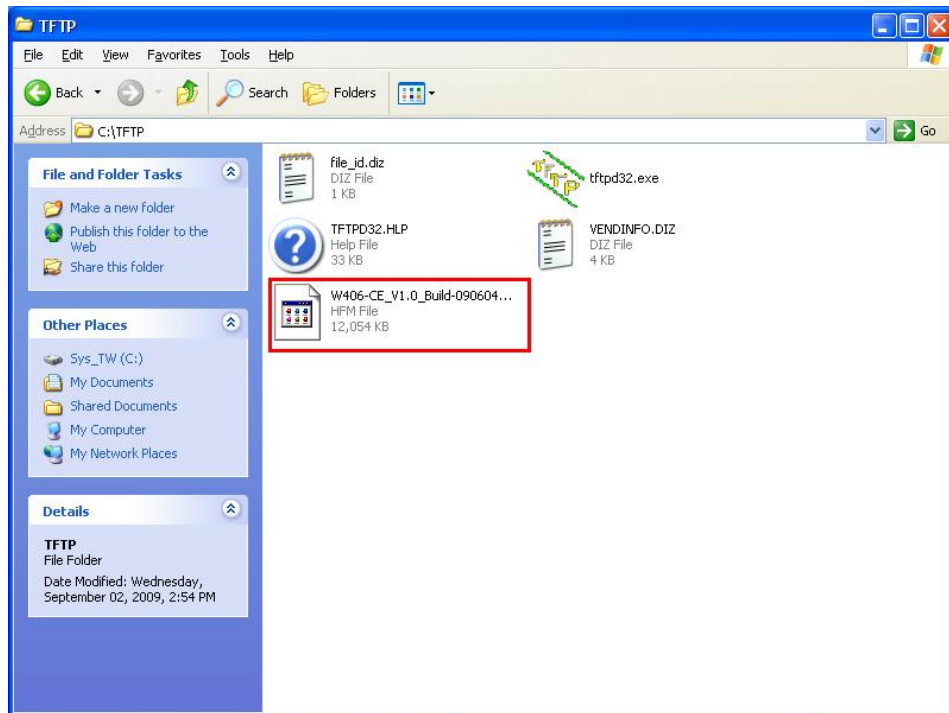 TFTP
File Edit View Favorites Tools Help
Back Search Folders
Address C:\TFTP Go
File and Folder Tasks
Make a new folder
Publish this folder to the
Web
Share this folder
Other Places
Sys_TW (C:)
My Documents
Shared Documents
My Computer
My Network Places
Details
TFTP
File Folder
Date Modified: Wednesday,
September 02, 2009, 2:54 PM
file_id.diz
DIZ File
1 KB
TFTP
tftpd32.exe
TFTPD32.HLP
Help File
33 KB
VENDINFO.DIZ
DIZ File
4 KB
W406-CE_V1.0_Build-090604...
HFM File
12,054 KB